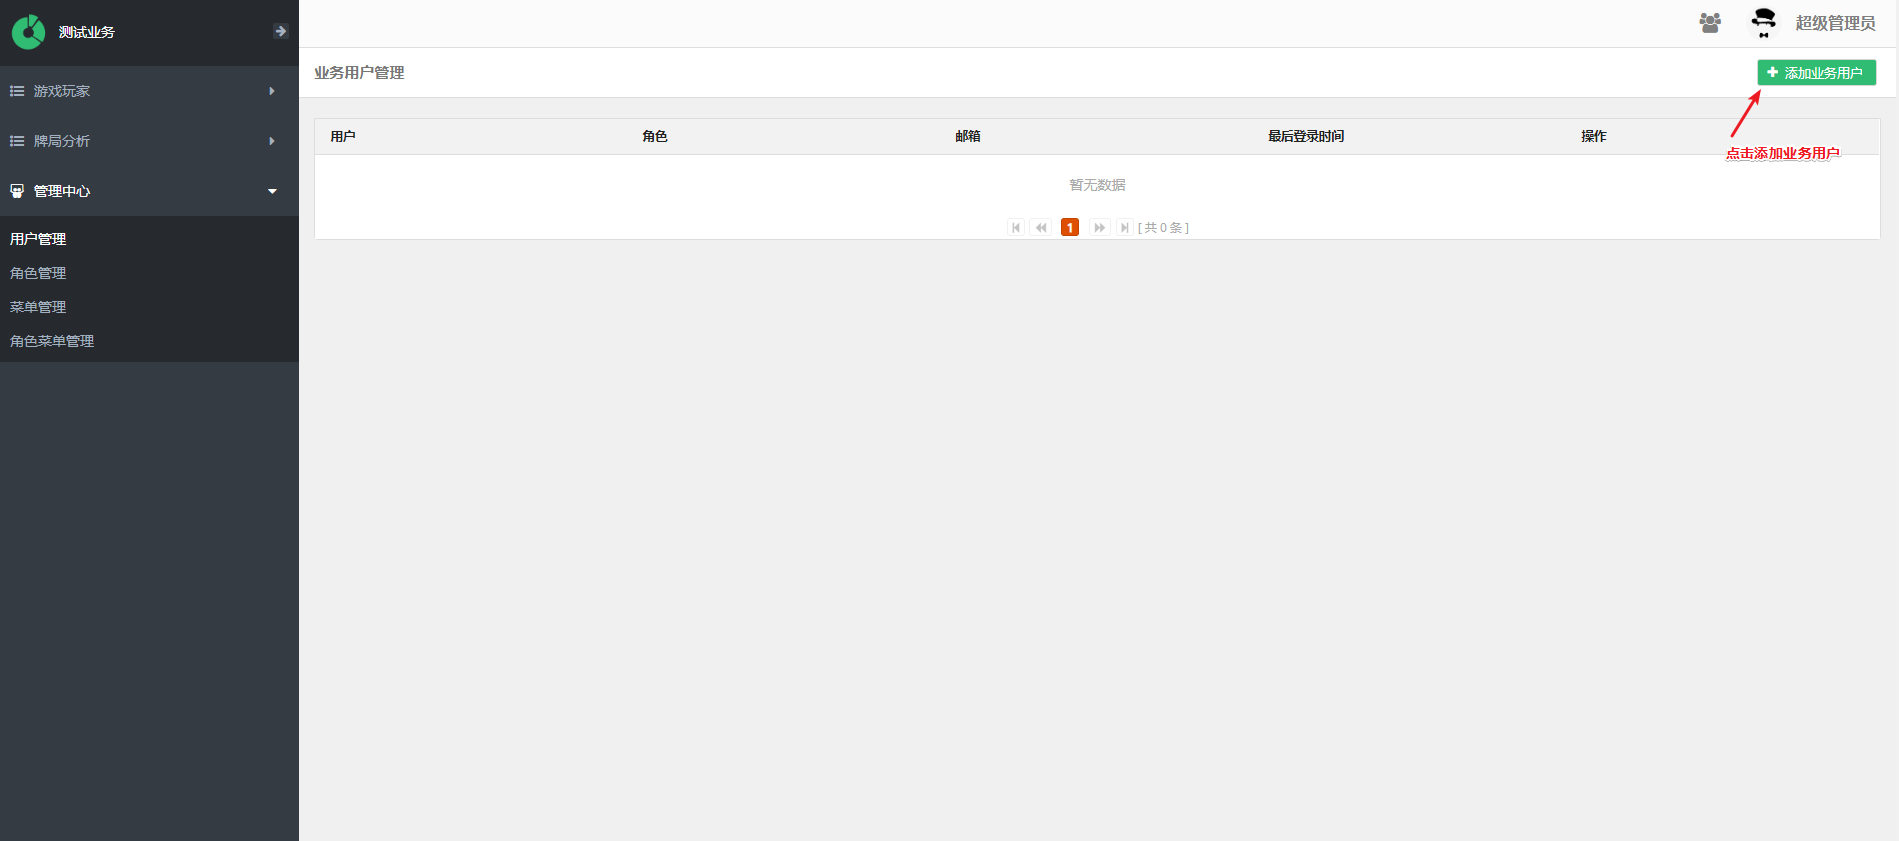 测试业务
超级管理员
游戏玩家
牌局分析
管理中心
用户管理
角色管理
菜单管理
角色菜单管理
业务用户管理
添加业务用户
用户 角色 邮箱 最后登录时间 操作
点击添加业务用户
暂无数据
1 [ 共 0 条 ]